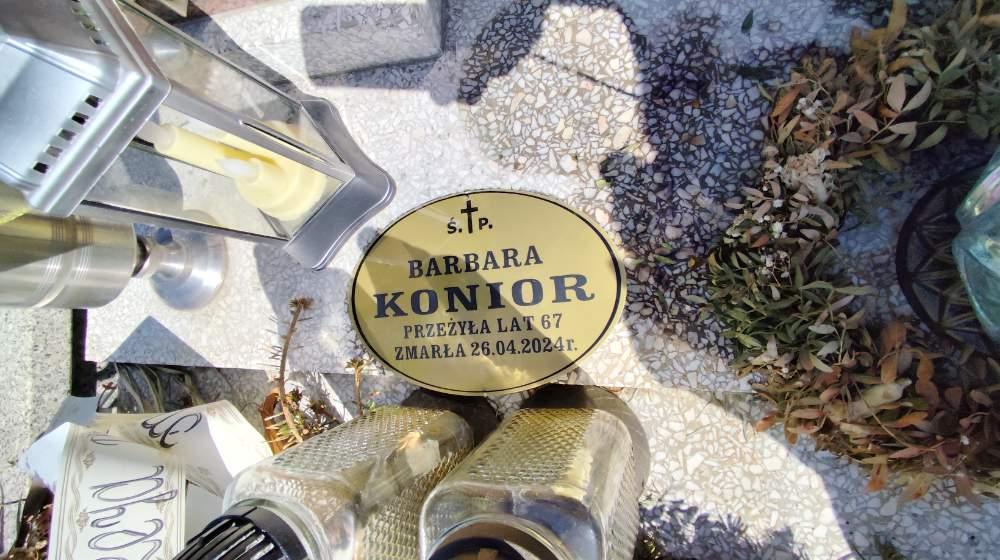 Ś. P.
BARBARA
KONIOR
PRZEŻYŁA LAT 67
ZMARŁA 26.04.2024r.